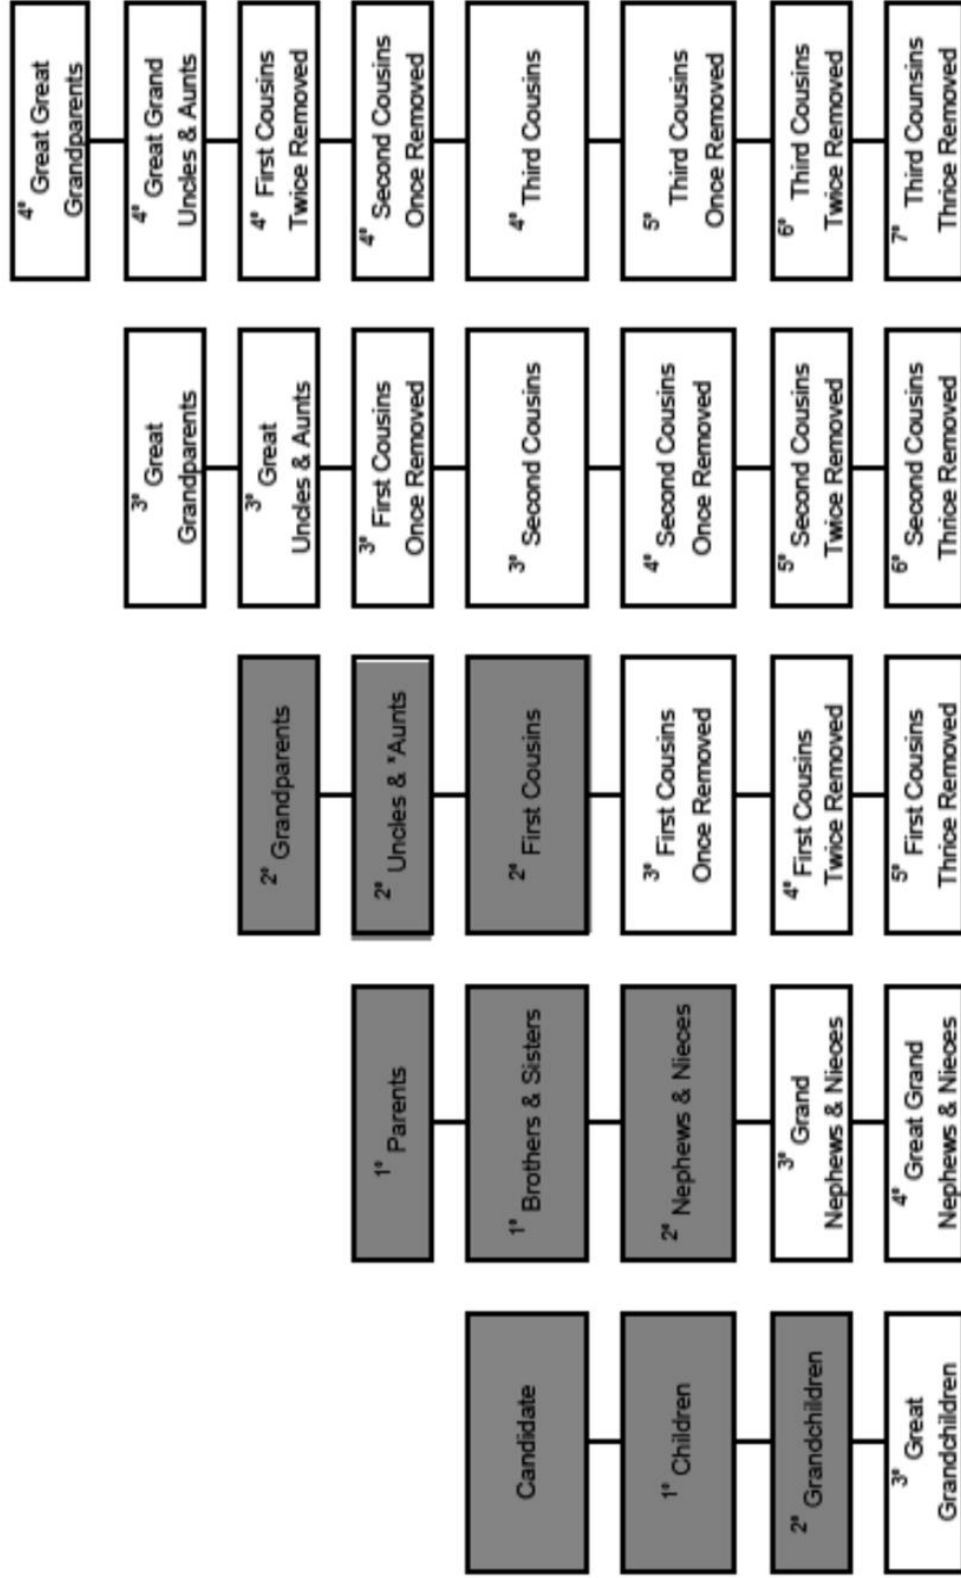 4° Great Great
Grandparents
3° Great
Grandparents
4° Great Grand
Uncles & Aunts
2° Grandparents
3° Great
Uncles & Aunts
4° First Cousins
Twice Removed
1° Parents
2° Uncles & *Aunts
3° First Cousins
Once Removed
4° Second Cousins
Once Removed
Candidate
1° Brothers & Sisters
2° First Cousins
3° Second Cousins
4° Third Cousins
1° Children
2° Nephews & Nieces
3° First Cousins
Once Removed
4° Second Cousins
Once Removed
5° Third Cousins
Once Removed
2° Grandchildren
3° Grand
Nephews & Nieces
4° First Cousins
Twice Removed
5° Second Cousins
Twice Removed
6° Third Cousins
Twice Removed
3° Great
Grandchildren
4° Great Grand
Nephews & Nieces
5° First Cousins
Thrice Removed
6° Second Cousins
Thrice Removed
7° Third Counsins
Thrice Removed